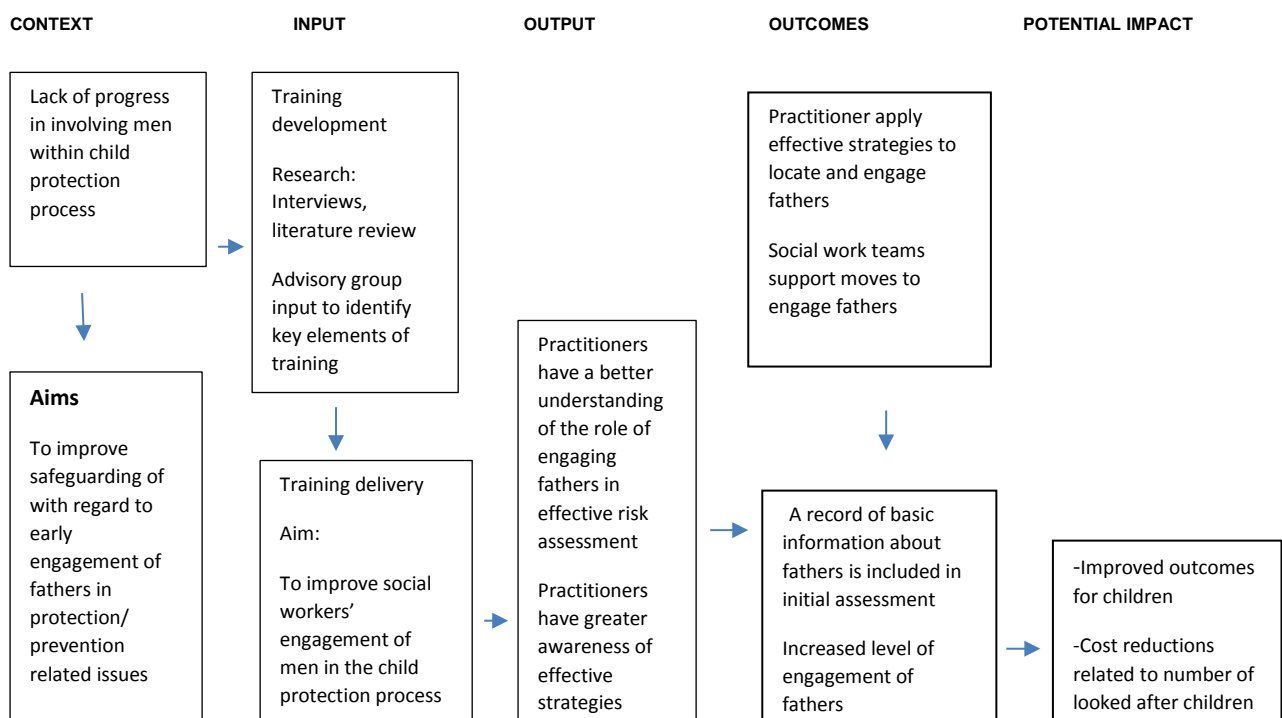 CONTEXT
INPUT
OUTPUT
OUTCOMES
POTENTIAL IMPACT
Lack of progress
in involving men
within child
protection
process
Aims
To improve
safeguarding of
with regard to
early
engagement of
fathers in
protection/
prevention
related issues
Training
development
Research:
Interviews,
literature review
Advisory group
input to identify
key elements of
training
Training delivery
Aim:
To improve social
workers’
engagement of
men in the child
protection process
Practitioners
have a better
understanding
of the role of
engaging
fathers in
effective risk
assessment
Practitioners
have greater
awareness of
effective
strategies
Practitioner apply
effective strategies to
locate and engage
fathers
Social work teams
support moves to
engage fathers
A record of basic
information about
fathers is included in
initial assessment
Increased level of
engagement of
fathers
-Improved outcomes
for children
-Cost reductions
related to number of
looked after children